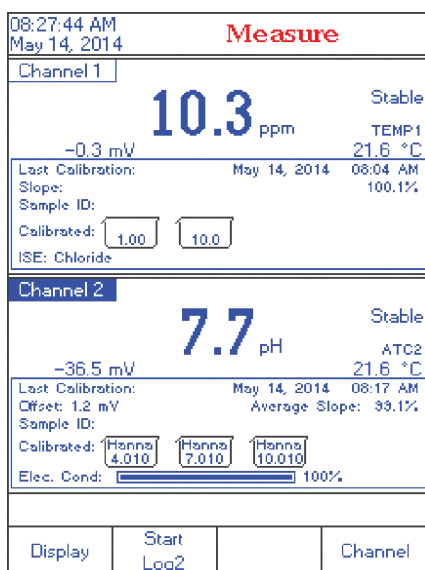 08:27:44 AM
May 14, 2014
Measure
Channel 1
10.3 ppm
Stable
TEMP1
-0.3 mV
21.6 °C
Last Calibration: May 14, 2014 08:04 AM
Slope: 100.1%
Sample ID:
Calibrated: 1.00 10.0
ISE: Chloride
Channel 2
7.7 pH
Stable
ATC2
-36.5 mV
21.6 °C
Last Calibration: May 14, 2014 08:17 AM
Offset: 1.2 mV Average Slope: 99.1%
Sample ID:
Calibrated: Hanna 4.010 Hanna 7.010 Hanna 10.010
Elec. Cond: 100%
Display
Start Log2
Channel